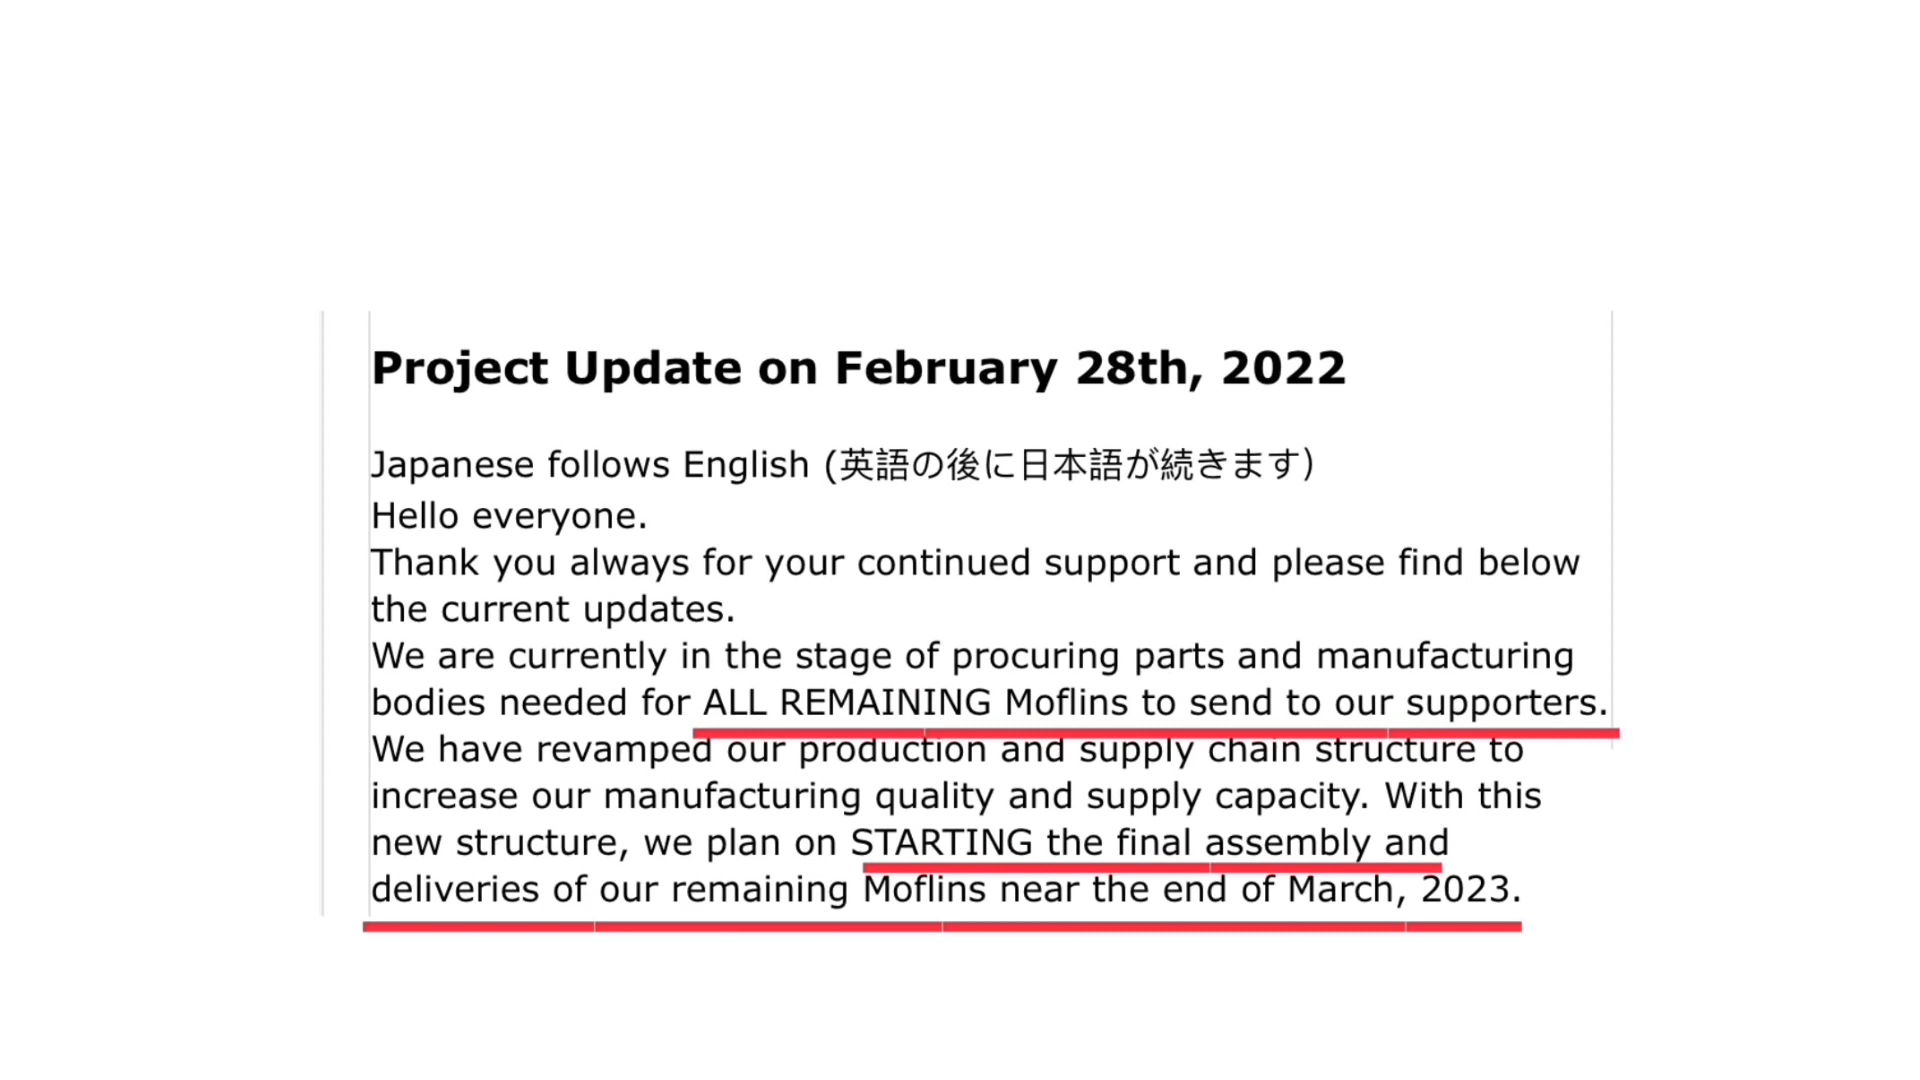 Project Update on February 28th, 2022
Japanese follows English (英語の後に日本語が続きます)
Hello everyone.
Thank you always for your continued support and please find below
the current updates.
We are currently in the stage of procuring parts and manufacturing
bodies needed for ALL REMAINING Moflins to send to our supporters.
We have revamped our production and supply chain structure to
increase our manufacturing quality and supply capacity. With this
new structure, we plan on STARTING the final assembly and
deliveries of our remaining Moflins near the end of March, 2023.